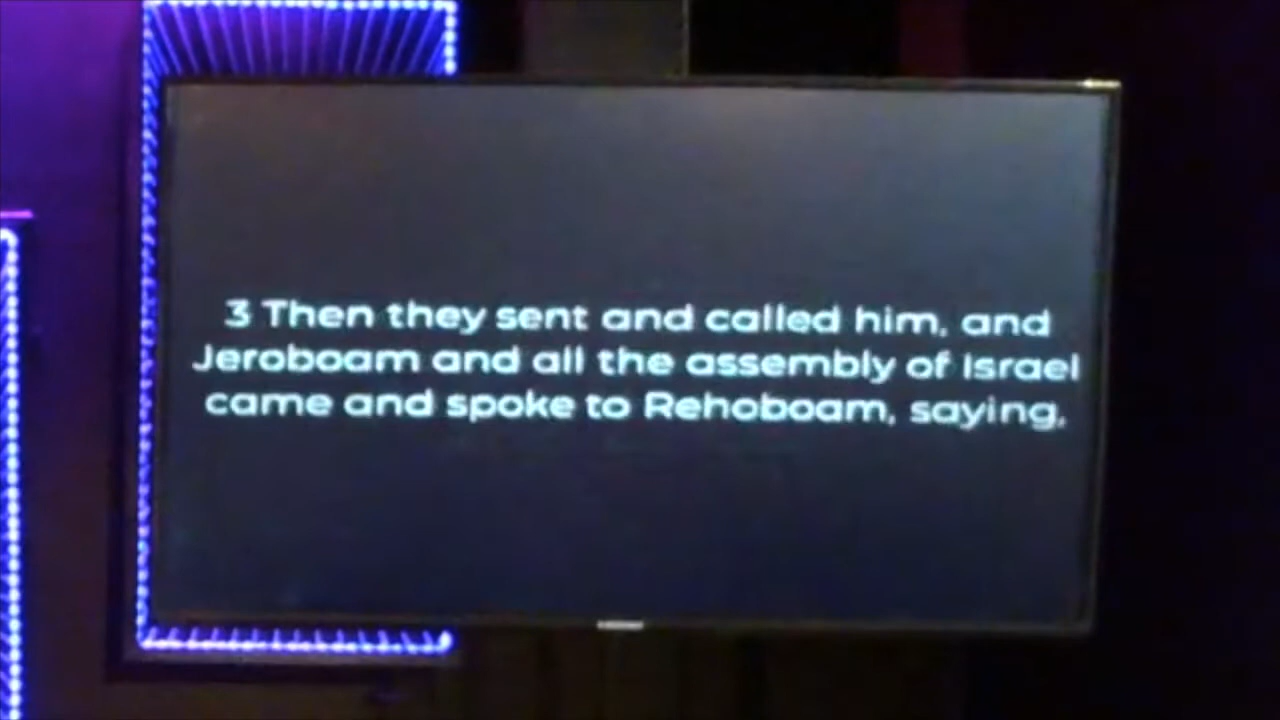 3 Then they sent and called him, and
Jeroboam and all the assembly of Israel
came and spoke to Rehoboam, saying,